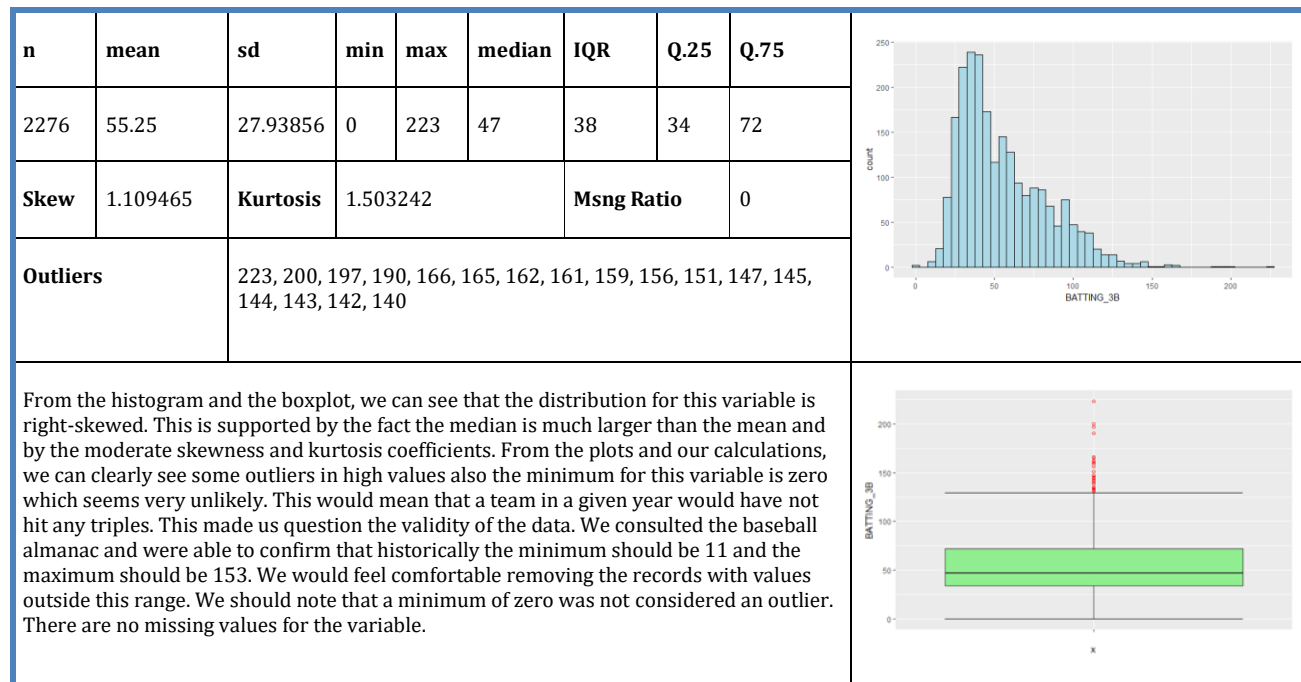 n mean sd min max median IQR Q.25 Q.75
2276 55.25 27.93856 0 223 47 38 34 72
Skew 1.109465 Kurtosis 1.503242 Msng Ratio 0
Outliers 223, 200, 197, 190, 166, 165, 162, 161, 159, 156, 151, 147, 145,
144, 143, 142, 140
250
200
150
100
50
0
count
0 50 100 150 200
BATTING_3B
From the histogram and the boxplot, we can see that the distribution for this variable is
right-skewed. This is supported by the fact the median is much larger than the mean and
by the moderate skewness and kurtosis coefficients. From the plots and our calculations,
we can clearly see some outliers in high values also the minimum for this variable is zero
which seems very unlikely. This would mean that a team in a given year would have not
hit any triples. This made us question the validity of the data. We consulted the baseball
almanac and were able to confirm that historically the minimum should be 11 and the
maximum should be 153. We would feel comfortable removing the records with values
outside this range. We should note that a minimum of zero was not considered an outlier.
There are no missing values for the variable.
200
150
100
50
0
BATTING_3B
x